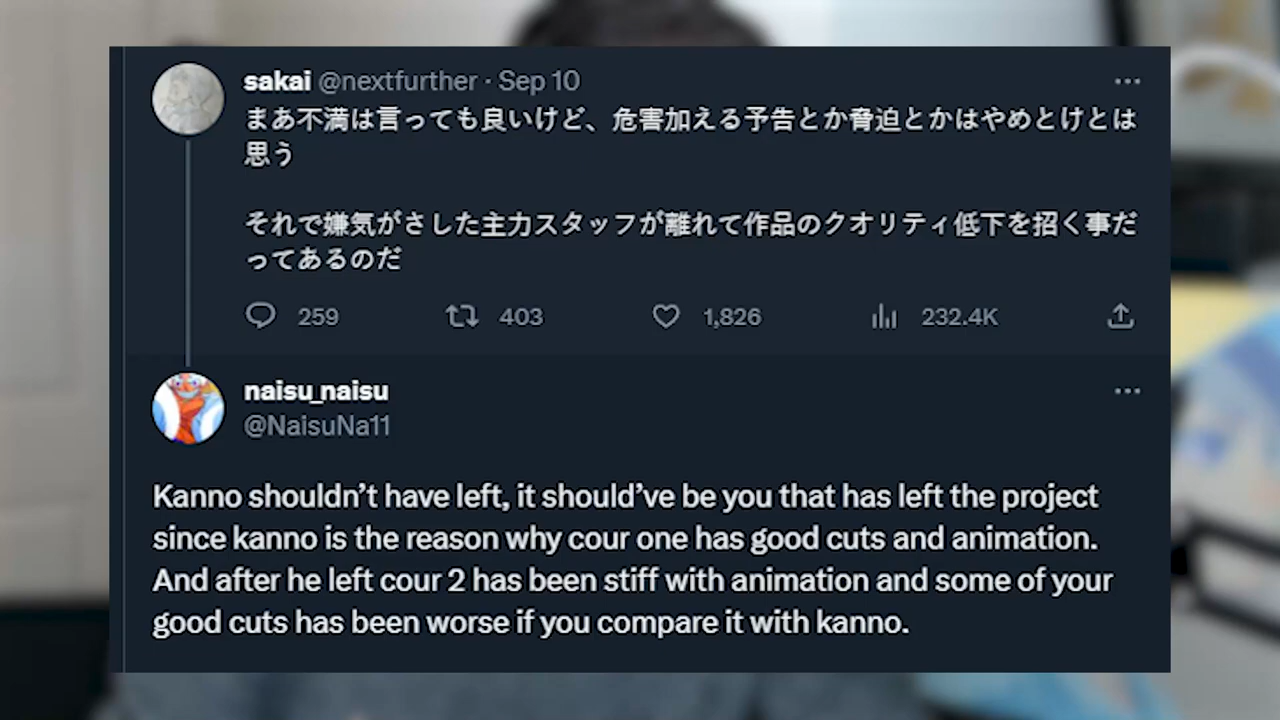 sakai @nextfurther · Sep 10
まあ不満は言っても良いけど、危害加える予告とか脅迫とかはやめとけとは
思う
それで嫌気がさした主力スタッフが離れて作品のクオリティ低下を招く事だ
ってあるのだ
259 403 1,826 232.4K
naisu_naisu
@NaisuNa11
Kanno shouldn’t have left, it should’ve be you that has left the project
since kanno is the reason why cour one has good cuts and animation.
And after he left cour 2 has been stiff with animation and some of your
good cuts has been worse if you compare it with kanno.